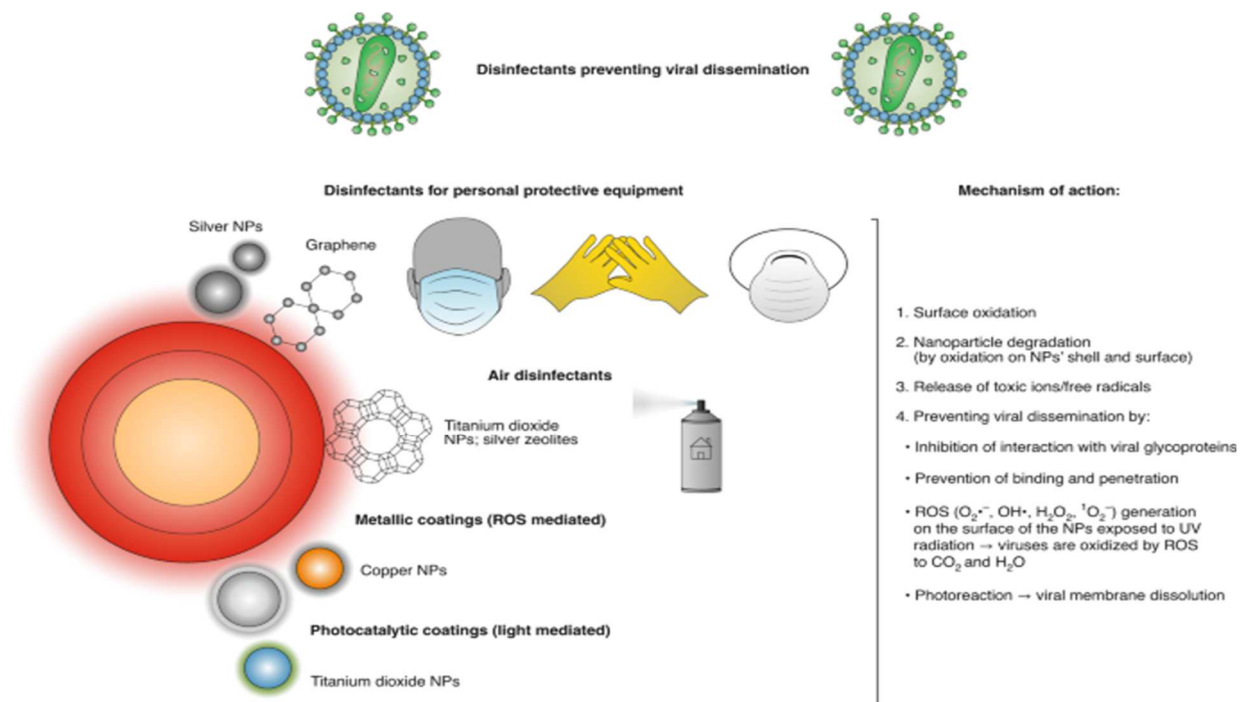 Disinfectants preventing viral dissemination
Disinfectants for personal protective equipment
Silver NPs
Graphene
Air disinfectants
Titanium dioxide
NPs; silver zeolites
Metallic coatings (ROS mediated)
Copper NPs
Photocatalytic coatings (light mediated)
Titanium dioxide NPs
Mechanism of action:
1. Surface oxidation
2. Nanoparticle degradation
(by oxidation on NPs' shell and surface)
3. Release of toxic ions/free radicals
4. Preventing viral dissemination by:
• Inhibition of interaction with viral glycoproteins
• Prevention of binding and penetration
• ROS (O₂•⁻, OH•, H₂O₂, ¹O₂⁻) generation
on the surface of the NPs exposed to UV
radiation → viruses are oxidized by ROS
to CO₂ and H₂O
• Photoreaction → viral membrane dissolution